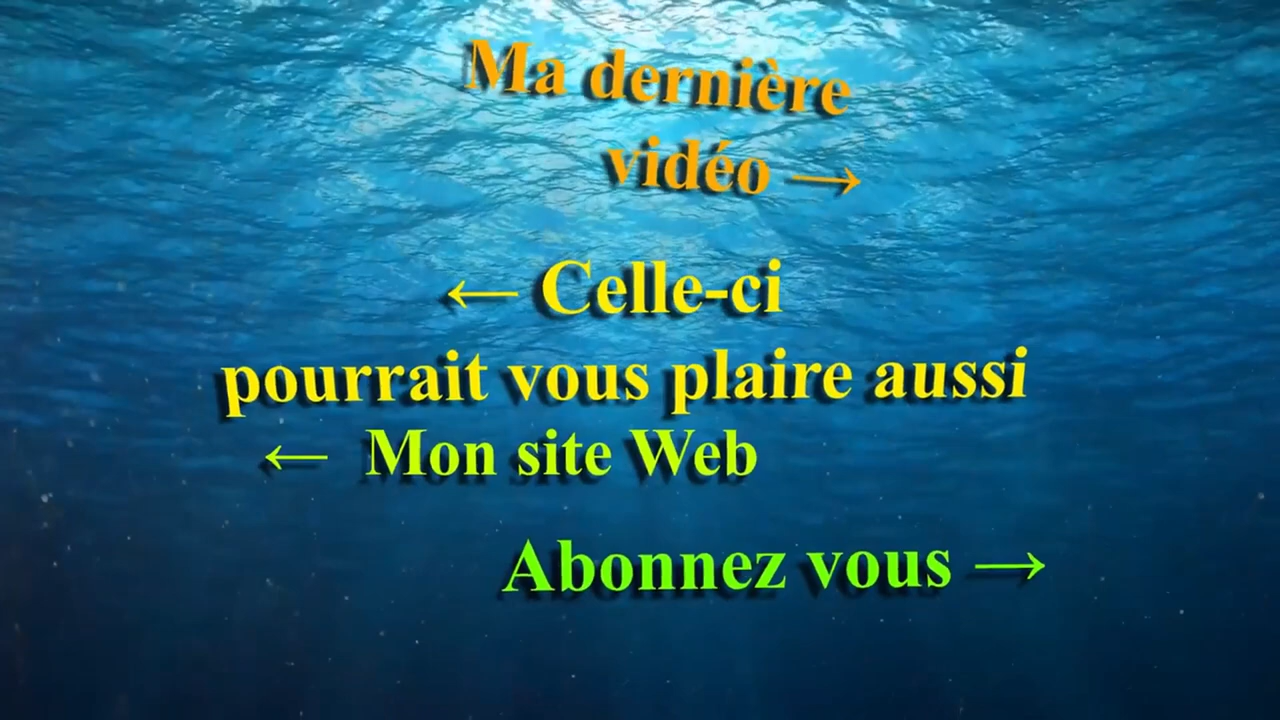 Ma dernière
vidéo →
← Celle-ci
pourrait vous plaire aussi
← Mon site Web
Abonnez vous →